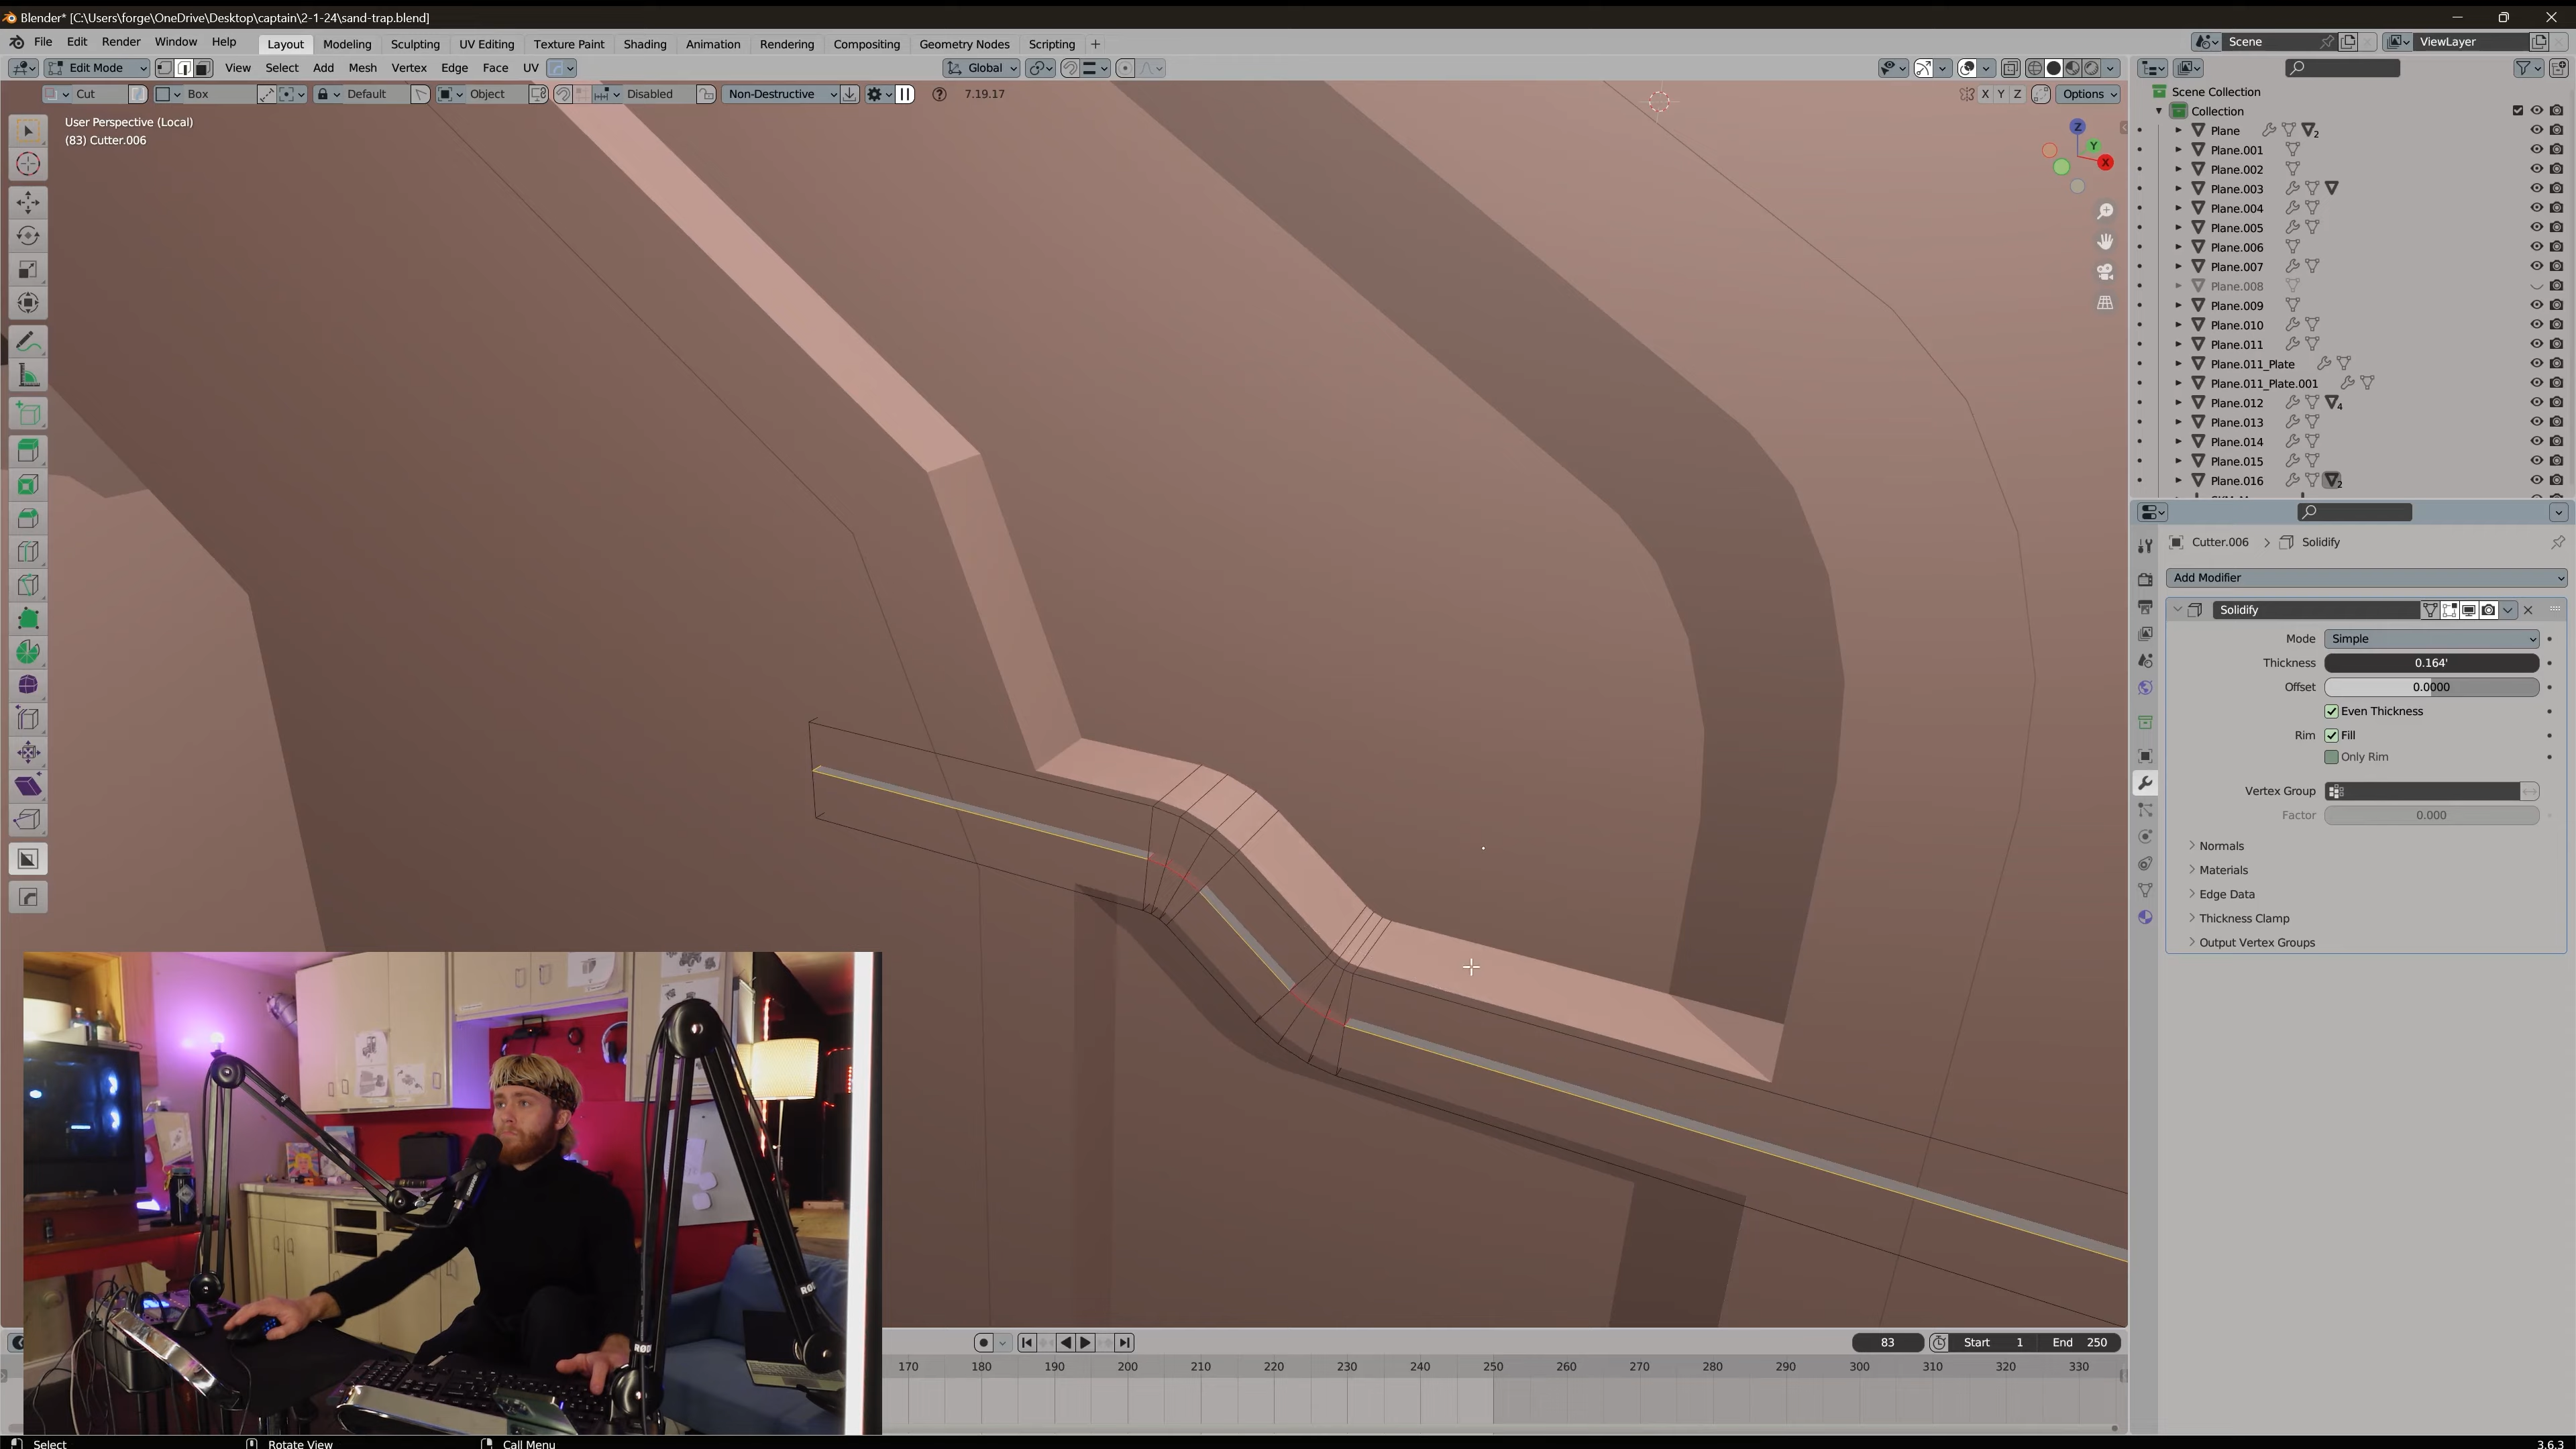 Blender* [C:\Users\forge\OneDrive\Desktop\captain\2-1-24\sand-trap.blend]
File Edit Render Window Help Layout Modeling Sculpting UV Editing Texture Paint Shading Animation Rendering Compositing Geometry Nodes Scripting + Scene ViewLayer
Edit Mode View Select Add Mesh Vertex Edge Face UV Global
Cut Box Default Object Disabled Non-Destructive 7.19.17 X Y Z Options
User Perspective (Local)
(83) Cutter.006
Z
Y
X
Scene Collection
Collection
Plane 2
Plane.001
Plane.002
Plane.003
Plane.004
Plane.005
Plane.006
Plane.007
Plane.008
Plane.009
Plane.010
Plane.011
Plane.011_Plate
Plane.011_Plate.001
Plane.012 4
Plane.013
Plane.014
Plane.015
Plane.016 2
Cutter.006 > Solidify
Add Modifier
Solidify
Mode Simple
Thickness 0.164'
Offset 0.0000
Even Thickness
Rim Fill
Only Rim
Vertex Group
Factor 0.000
Normals
Materials
Edge Data
Thickness Clamp
Output Vertex Groups
RØDE
83 Start 1 End 250
170 180 190 200 210 220 230 240 250 260 270 280 290 300 310 320 330
Select Rotate View Call Menu 3.6.3